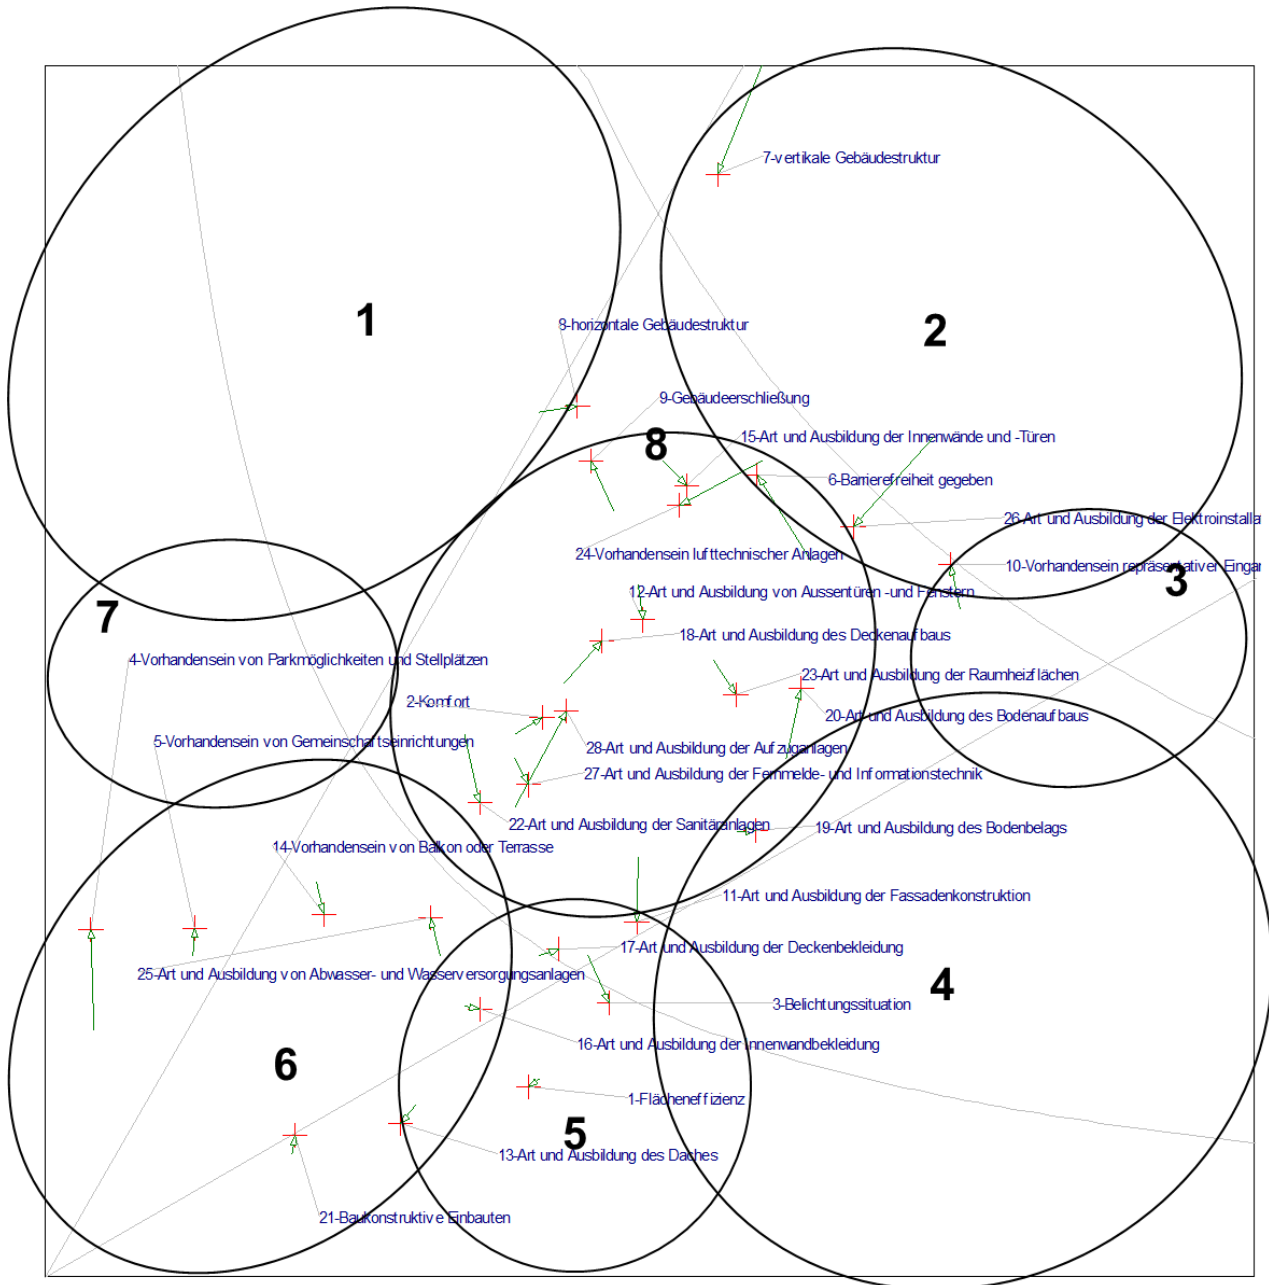 7-vertikale Gebäudestruktur
1
8-horizontale Gebäudestruktur
2
9-Gebäudeerschließung
8
15-Art und Ausbildung der Innenwände und -Türen
6-Barrierefreiheit gegeben
26-Art und Ausbildung der Elektroinstalla
24-Vorhandensein lufttechnischer Anlagen
10-Vorhandensein repräsentativer Eingan
3
12-Art und Ausbildung von Aussentüren -und Fenstern
7
18-Art und Ausbildung des Deckenaufbaus
4-Vorhandensein von Parkmöglichkeiten und Stellplätzen
23-Art und Ausbildung der Raumheizflächen
2-Komfort
20-Art und Ausbildung des Bodenaufbaus
5-Vorhandensein von Gemeinschaftseinrichtungen
28-Art und Ausbildung der Aufzuganlagen
27-Art und Ausbildung der Fernmelde- und Informationstechnik
22-Art und Ausbildung der Sanitäranlagen
19-Art und Ausbildung des Bodenbelags
14-Vorhandensein von Balkon oder Terrasse
11-Art und Ausbildung der Fassadenkonstruktion
17-Art und Ausbildung der Deckenbekleidung
25-Art und Ausbildung von Abwasser- und Wasserversorgungsanlagen
4
3-Belichtungssituation
16-Art und Ausbildung der Innenwandbekleidung
6
1-Flächeneffizienz
5
13-Art und Ausbildung des Daches
21-Baukonstruktive Einbauten